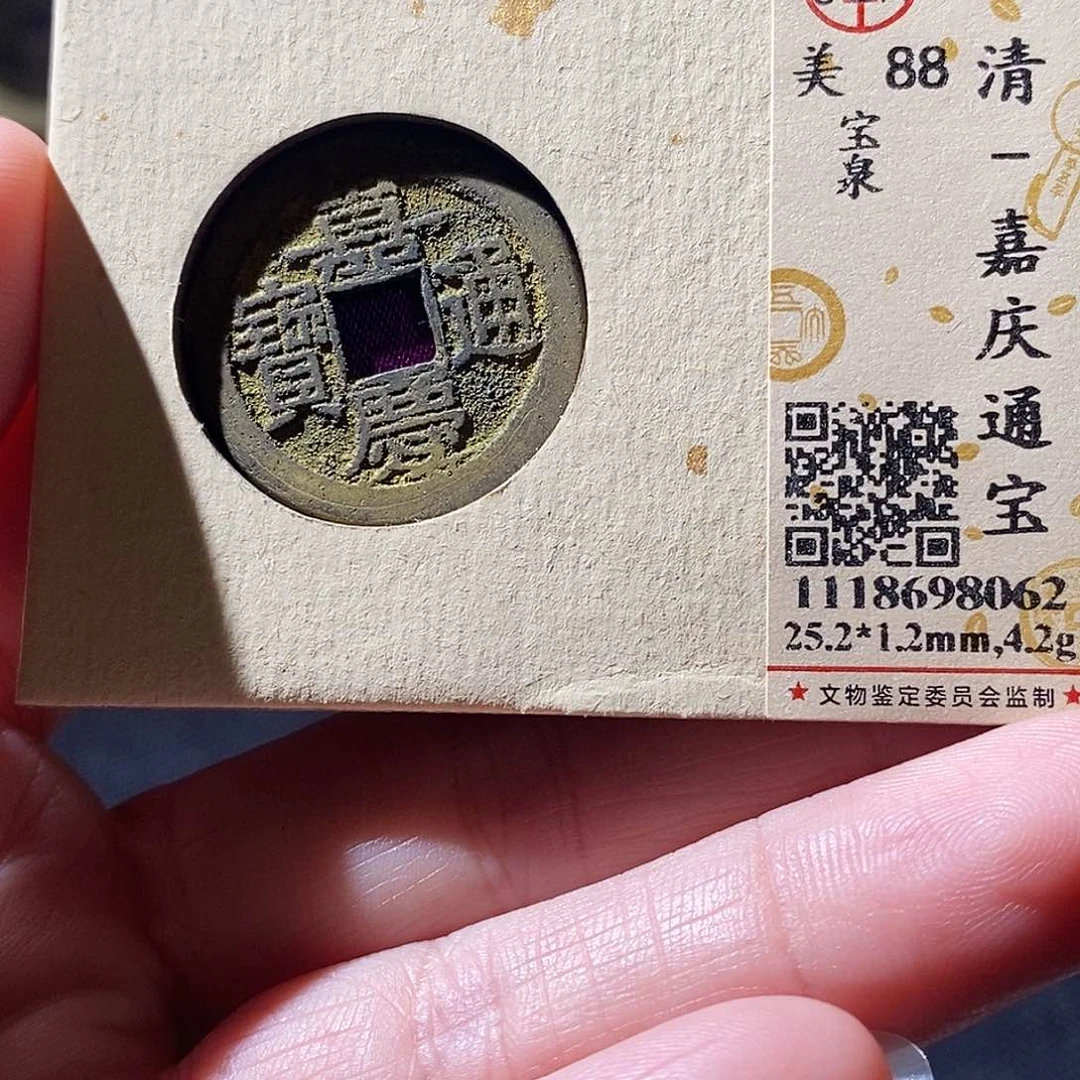 嘉慶通寶
美 88
宝泉
清一嘉庆通宝
1118698062
25.2*1.2mm,4.2g
★文物鉴定委员会监制★